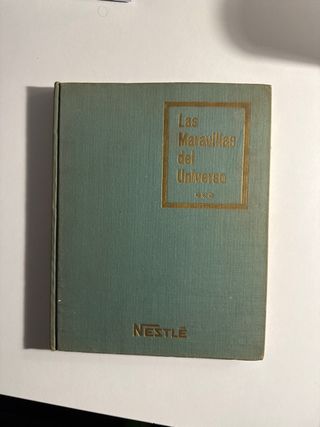 Las
Maravillas
del
Universo
NESTLÉ